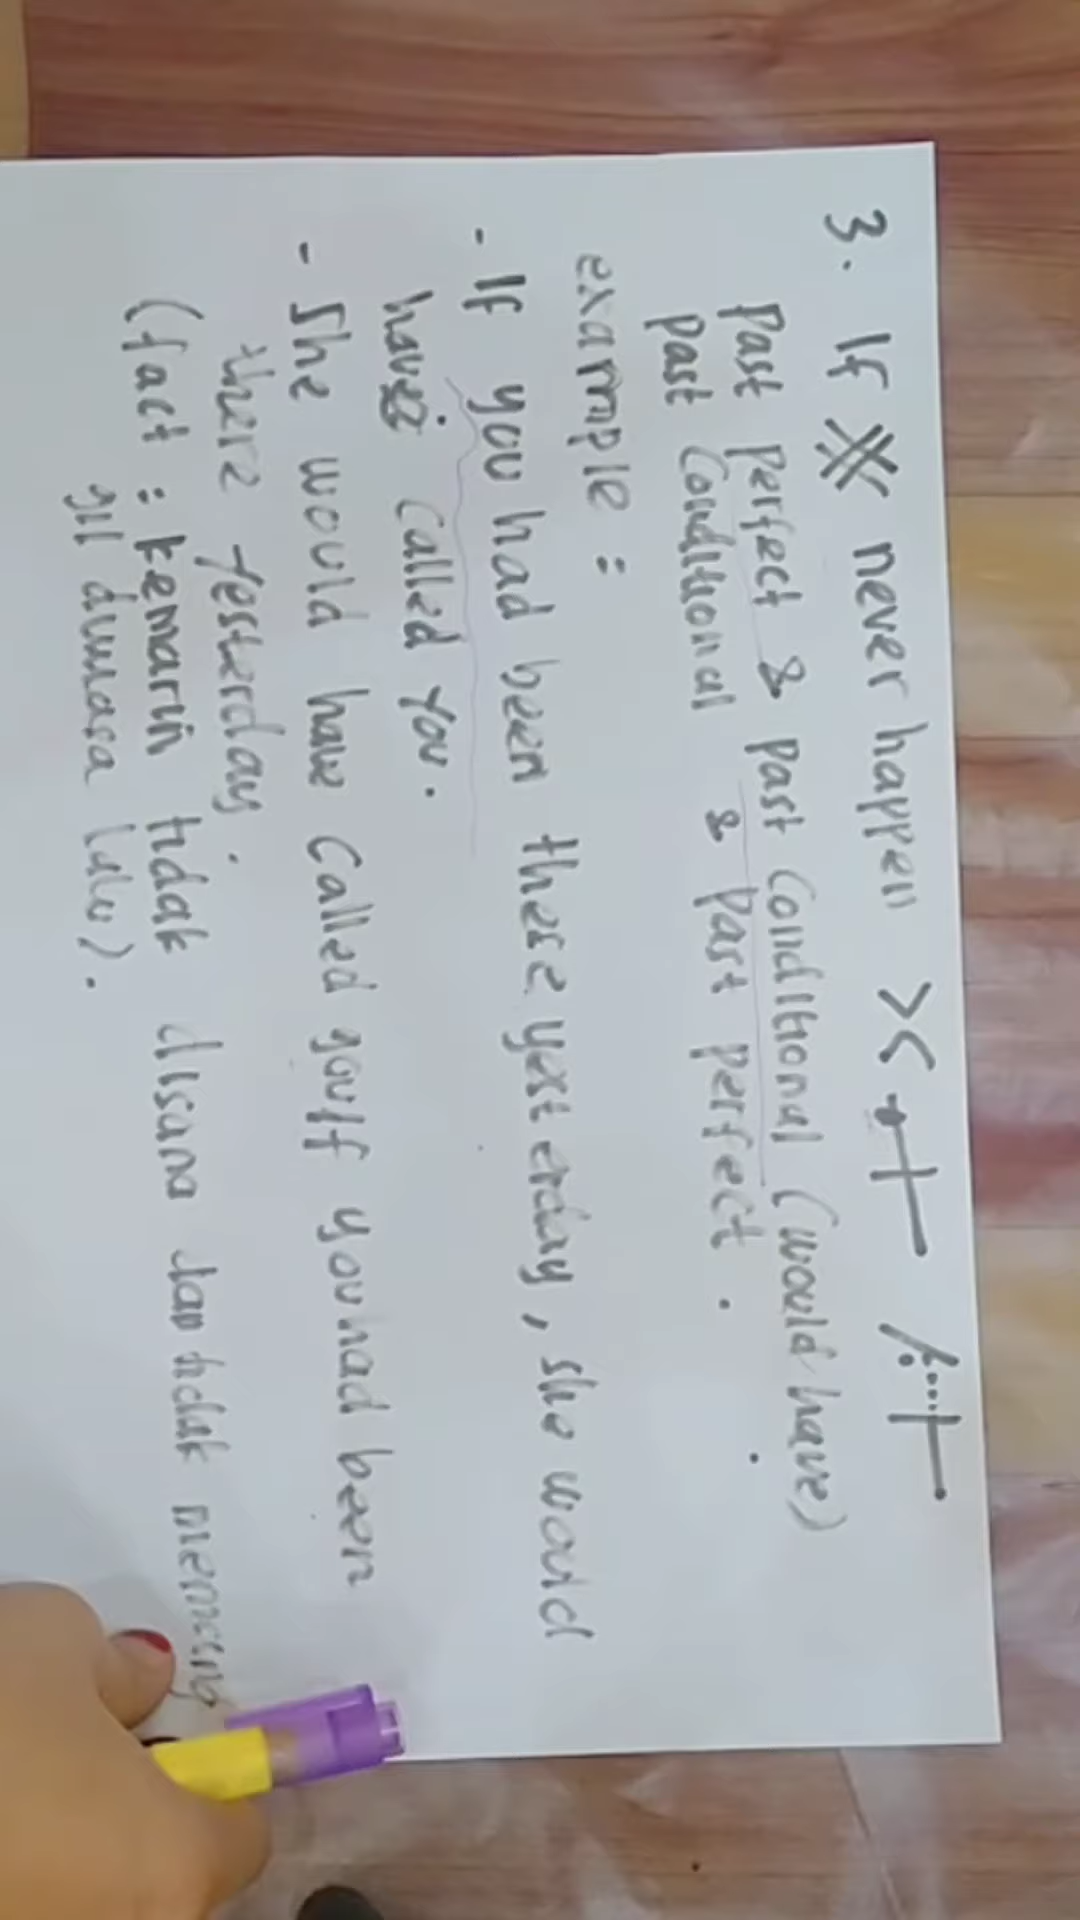 3. If never happen ><
Past perfect & past conditional (would have)
past conditional & past perfect.
example :
- If you had been there yesterday, she would
have called you.
- She would have called you if you had been
there yesterday.
(fact : kemarin tidak disana dan tidak
gil dimasa lalu).